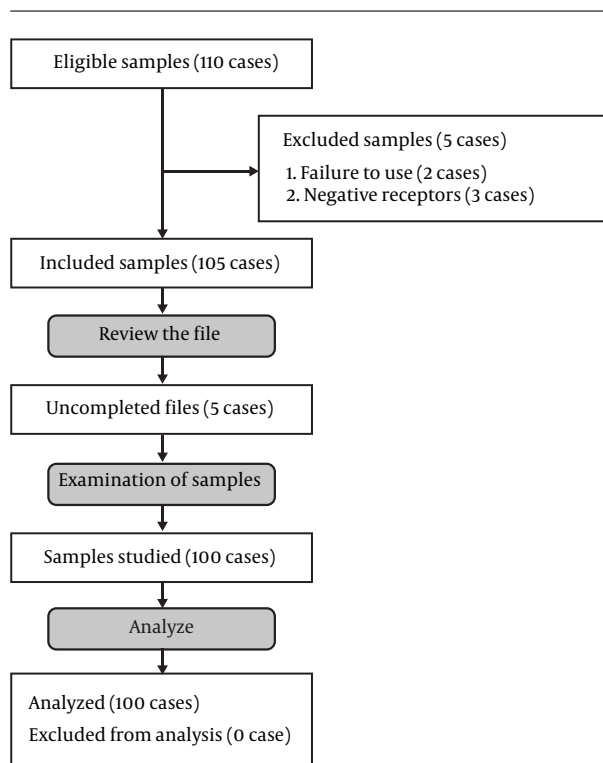 Eligible samples (110 cases)
Excluded samples (5 cases)
1. Failure to use (2 cases)
2. Negative receptors (3 cases)
Included samples (105 cases)
Review the file
Uncompleted files (5 cases)
Examination of samples
Samples studied (100 cases)
Analyze
Analyzed (100 cases)
Excluded from analysis (0 case)